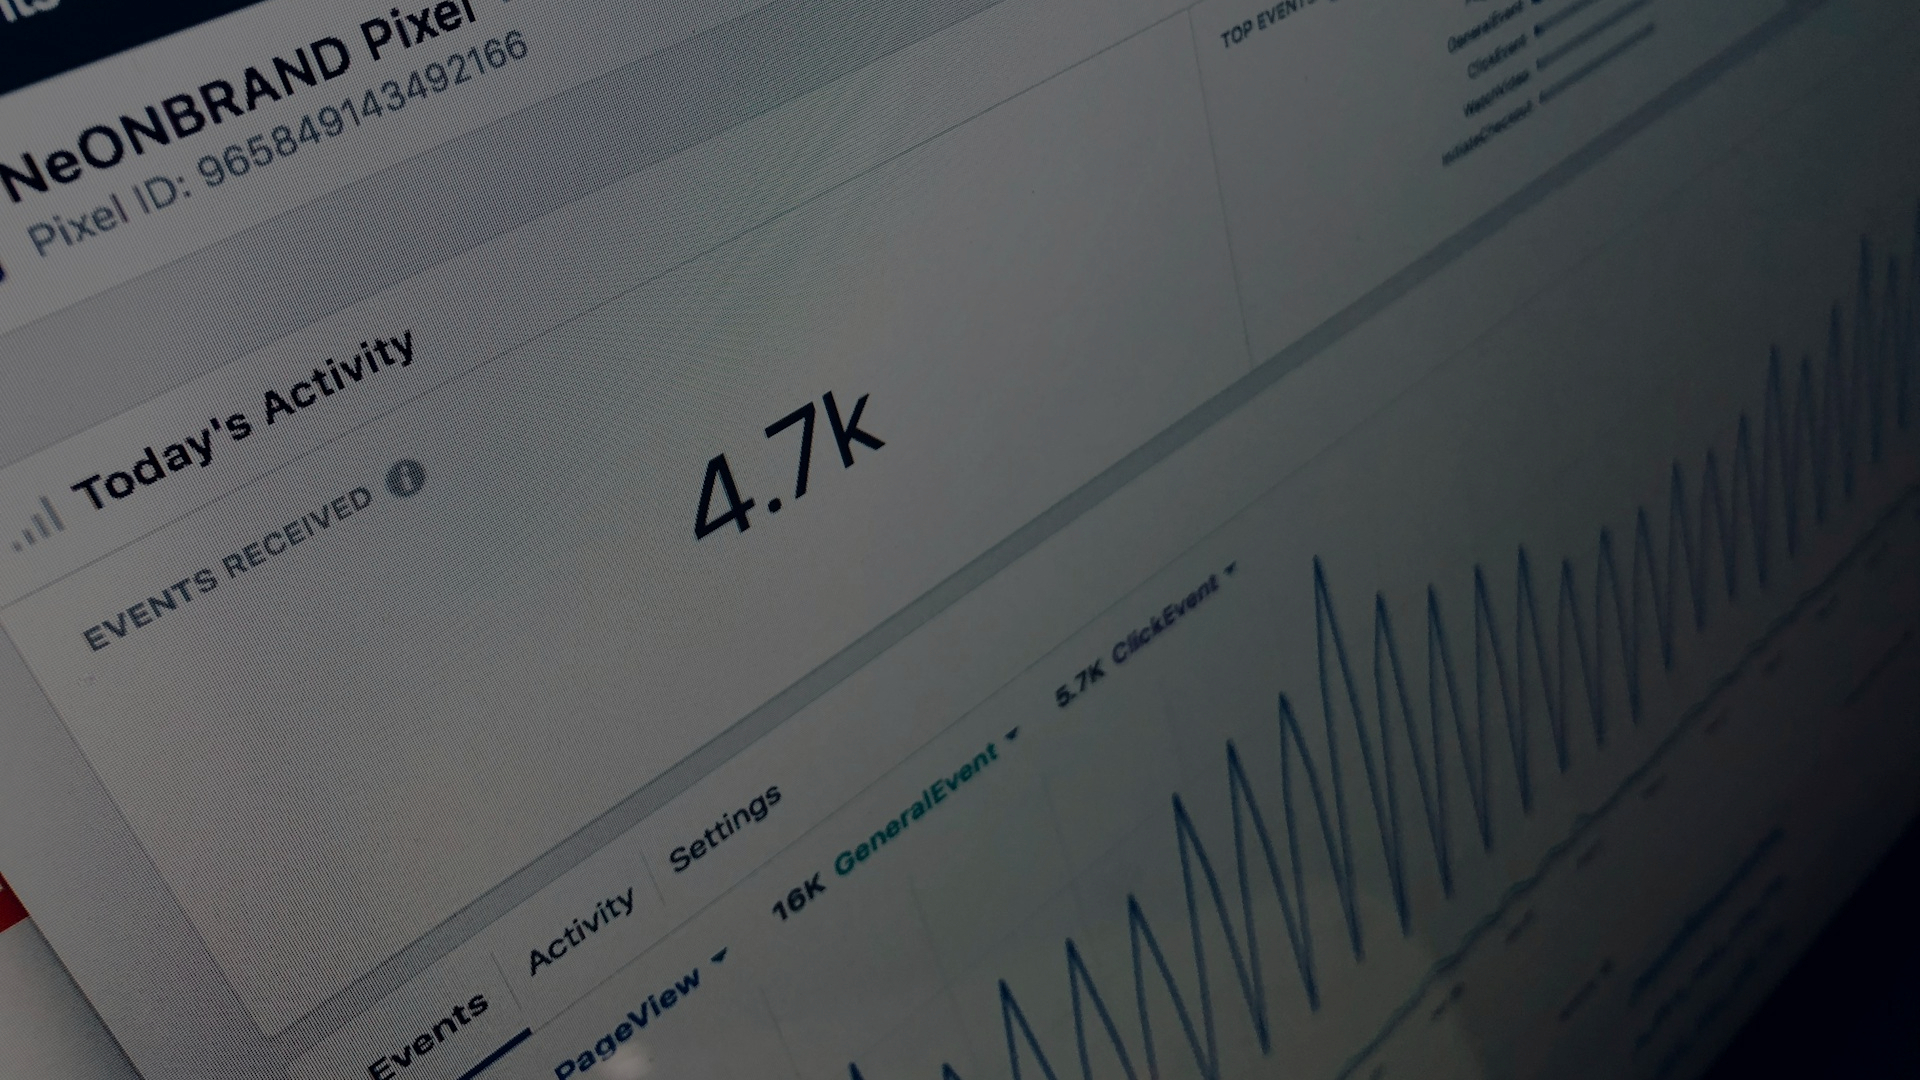 NeONBRAND Pixel
Pixel ID: 965849143492166
Today's Activity
EVENTS RECEIVED
4.7k
TOP EVENTS
GeneralEvent
ClickEvent
WatchVideo
InitiateCheckout
Events
Activity
Settings
PageView
16K GeneralEvent
5.7K ClickEvent